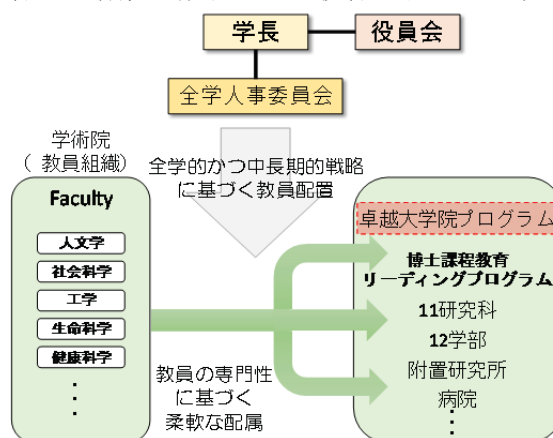 学長
役員会
全学人事委員会
学術院
（ 教員組織）
全学的かつ中長期的戦略
に基づく教員配置
Faculty
人文学
社会科学
工学
生命科学
健康科学
・
・
・
教員の専門性
に基づく
柔軟な配属
卓越大学院プログラム
博士課程教育
リーディングプログラム
11研究科
12学部
附置研究所
病院
・
・